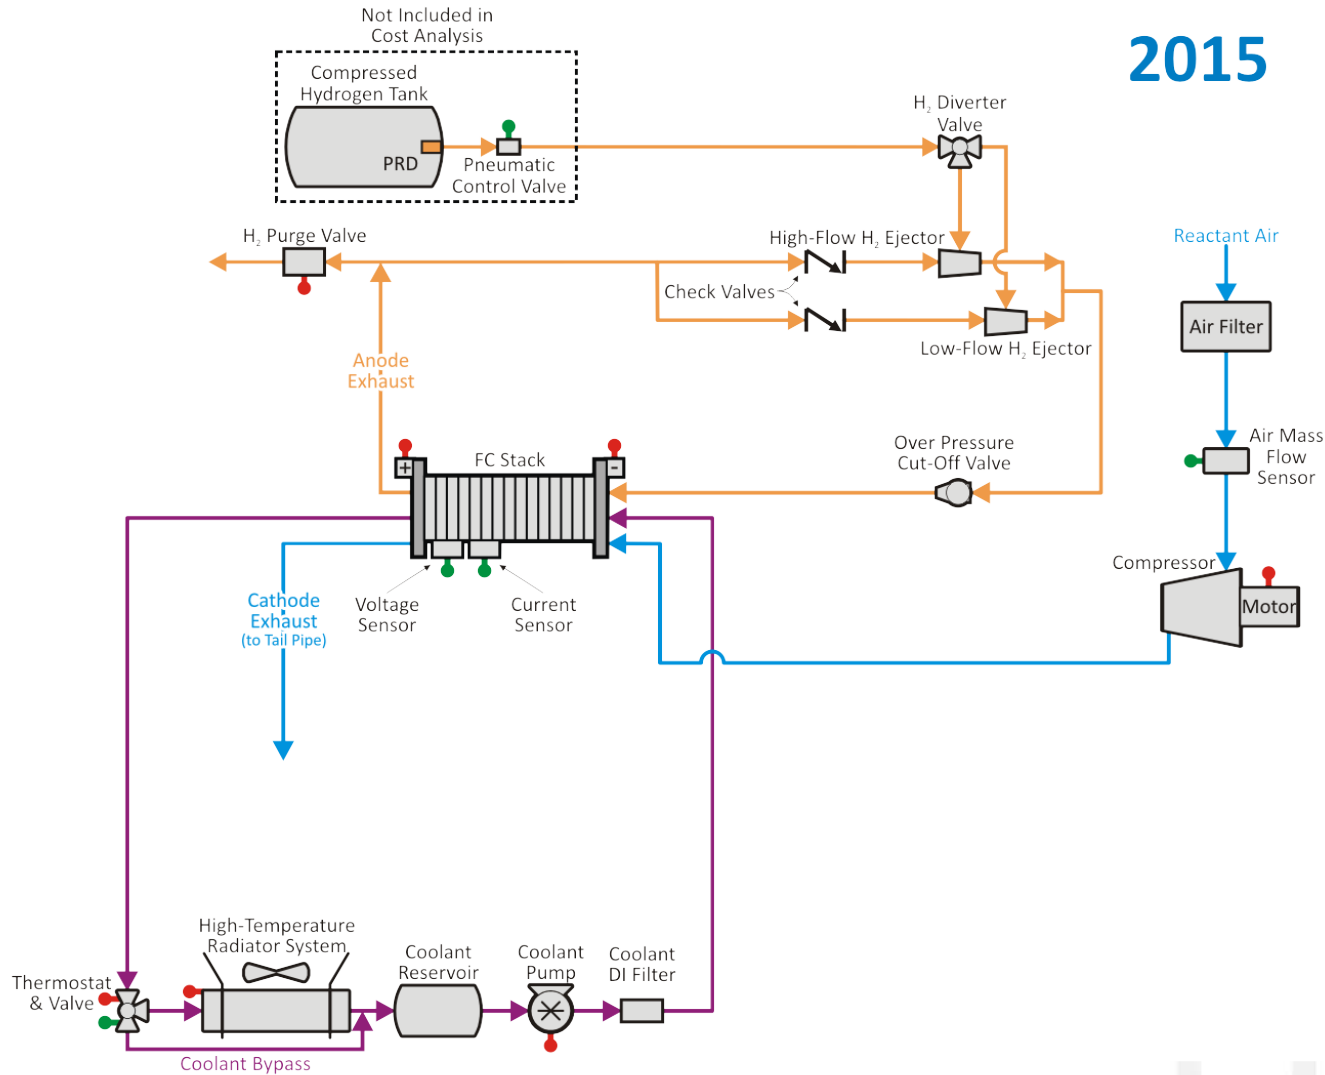 Not Included in
Cost Analysis
2015
Compressed
Hydrogen Tank
PRD
Pneumatic
Control Valve
H₂ Diverter
Valve
H₂ Purge Valve
High-Flow H₂ Ejector
Check Valves
Low-Flow H₂ Ejector
Reactant Air
Air Filter
Anode
Exhaust
Over Pressure
Cut-Off Valve
Air Mass
Flow
Sensor
FC Stack
+
-
Compressor
Motor
Cathode
Exhaust
(to Tail Pipe)
Voltage
Sensor
Current
Sensor
High-Temperature
Radiator System
Coolant
Reservoir
Coolant
Pump
Coolant
DI Filter
Thermostat
& Valve
Coolant Bypass